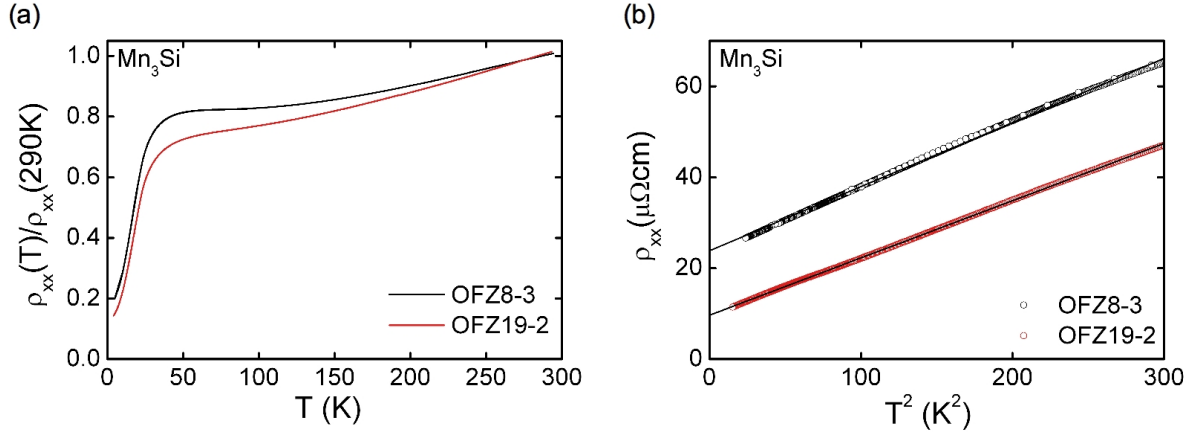 (a)
Mn₃Si
1.0
0.8
0.6
0.4
0.2
0.0
ρxx(T)/ρxx(290K)
OFZ8-3
OFZ19-2
0 50 100 150 200 250 300
T (K)
(b)
Mn₃Si
60
40
20
0
ρxx(μΩcm)
OFZ8-3
OFZ19-2
0 100 200 300
T² (K²)